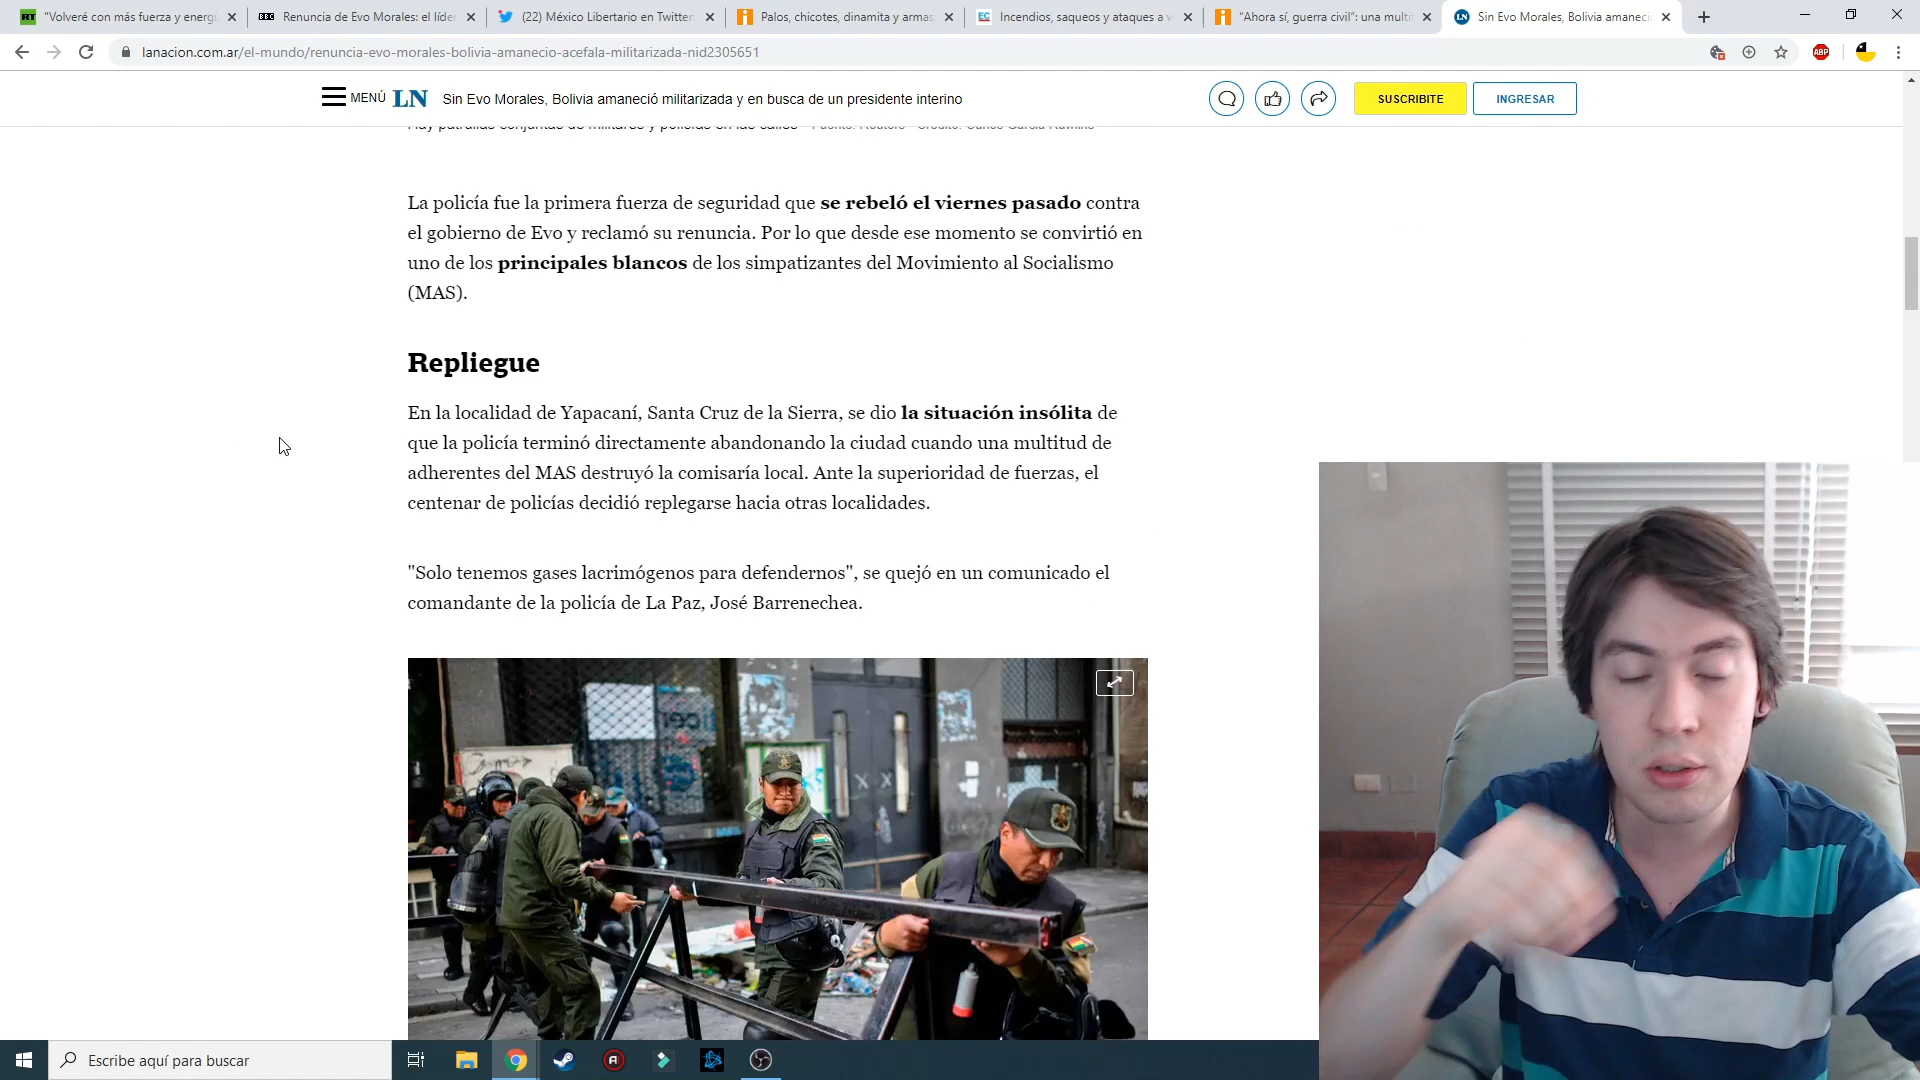 "Volveré con más fuerza y energí
Renuncia de Evo Morales: el líder
(22) México Libertario en Twitter
Palos, chicotes, dinamita y armas
Incendios, saqueos y ataques a v
"Ahora sí, guerra civil": una multi
Sin Evo Morales, Bolivia amaneci
lanacion.com.ar/el-mundo/renuncia-evo-morales-bolivia-amanecio-acefala-militarizada-nid2305651
ABP
MENÚ LN Sin Evo Morales, Bolivia amaneció militarizada y en busca de un presidente interino
SUSCRIBITE
INGRESAR
La policía fue la primera fuerza de seguridad que se rebeló el viernes pasado contra
el gobierno de Evo y reclamó su renuncia. Por lo que desde ese momento se convirtió en
uno de los principales blancos de los simpatizantes del Movimiento al Socialismo
(MAS).
Repliegue
En la localidad de Yapacaní, Santa Cruz de la Sierra, se dio la situación insólita de
que la policía terminó directamente abandonando la ciudad cuando una multitud de
adherentes del MAS destruyó la comisaría local. Ante la superioridad de fuerzas, el
centenar de policías decidió replegarse hacia otras localidades.
"Solo tenemos gases lacrimógenos para defendernos", se quejó en un comunicado el
comandante de la policía de La Paz, José Barrenechea.
Escribe aquí para buscar